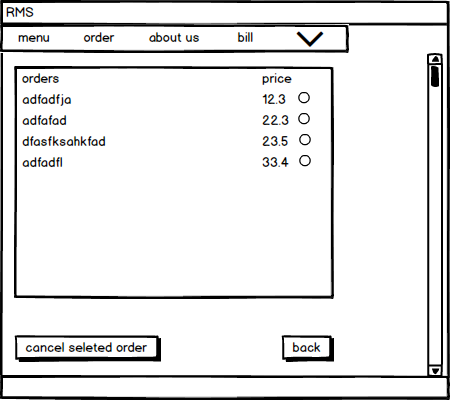 RMS
menu order about us bill
orders price
adfadfja 12.3
adfafad 22.3
dfasfksahkfad 23.5
adfadfl 33.4
cancel seleted order back